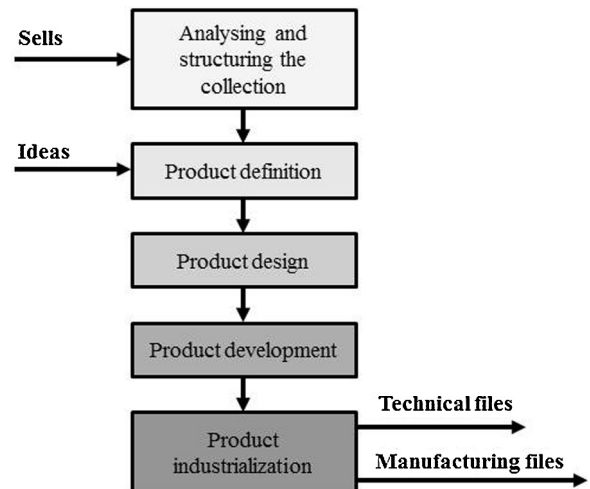 Sells
Analysing and
structuring the
collection
Ideas
Product definition
Product design
Product development
Product
industrialization
Technical files
Manufacturing files